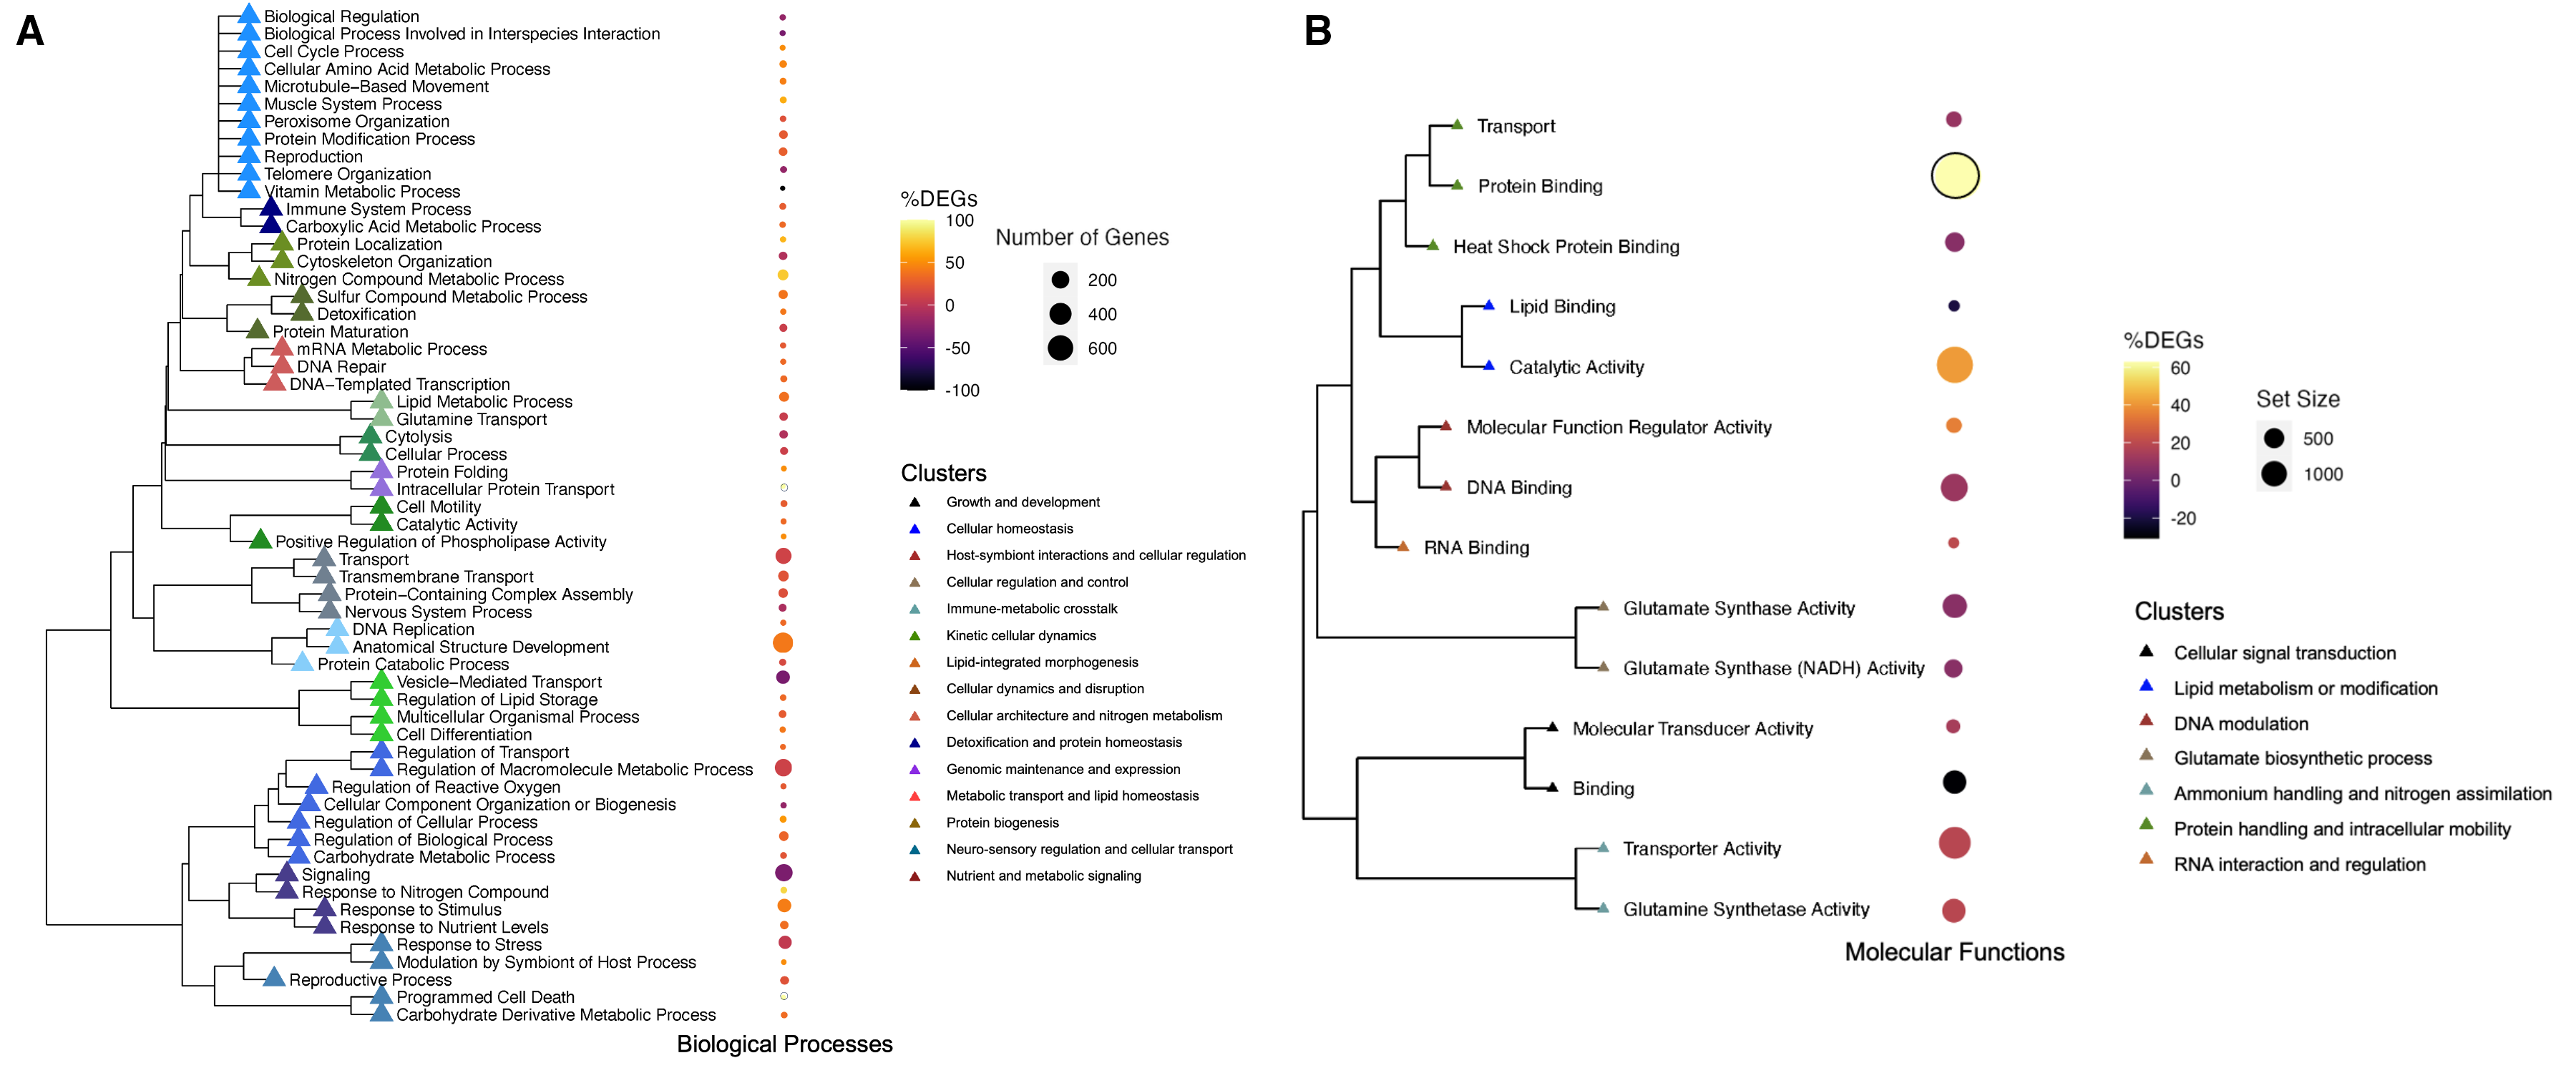 A
Biological Regulation
Biological Process Involved in Interspecies Interaction
Cell Cycle Process
Cellular Amino Acid Metabolic Process
Microtubule−Based Movement
Muscle System Process
Peroxisome Organization
Protein Modification Process
Reproduction
Telomere Organization
Vitamin Metabolic Process
Immune System Process
Carboxylic Acid Metabolic Process
Protein Localization
Cytoskeleton Organization
Nitrogen Compound Metabolic Process
Sulfur Compound Metabolic Process
Detoxification
Protein Maturation
mRNA Metabolic Process
DNA Repair
DNA−Templated Transcription
Lipid Metabolic Process
Glutamine Transport
Cytolysis
Cellular Process
Protein Folding
Intracellular Protein Transport
Cell Motility
Catalytic Activity
Positive Regulation of Phospholipase Activity
Transport
Transmembrane Transport
Protein−Containing Complex Assembly
Nervous System Process
DNA Replication
Anatomical Structure Development
Protein Catabolic Process
Vesicle−Mediated Transport
Regulation of Lipid Storage
Multicellular Organismal Process
Cell Differentiation
Regulation of Transport
Regulation of Macromolecule Metabolic Process
Regulation of Reactive Oxygen
Cellular Component Organization or Biogenesis
Regulation of Cellular Process
Regulation of Biological Process
Carbohydrate Metabolic Process
Signaling
Response to Nitrogen Compound
Response to Stimulus
Response to Nutrient Levels
Response to Stress
Modulation by Symbiont of Host Process
Reproductive Process
Programmed Cell Death
Carbohydrate Derivative Metabolic Process
Biological Processes
%DEGs
100
50
0
-50
-100
Number of Genes
200
400
600
Clusters
Growth and development
Cellular homeostasis
Host-symbiont interactions and cellular regulation
Cellular regulation and control
Immune-metabolic crosstalk
Kinetic cellular dynamics
Lipid-integrated morphogenesis
Cellular dynamics and disruption
Cellular architecture and nitrogen metabolism
Detoxification and protein homeostasis
Genomic maintenance and expression
Metabolic transport and lipid homeostasis
Protein biogenesis
Neuro-sensory regulation and cellular transport
Nutrient and metabolic signaling
B
Transport
Protein Binding
Heat Shock Protein Binding
Lipid Binding
Catalytic Activity
Molecular Function Regulator Activity
DNA Binding
RNA Binding
Glutamate Synthase Activity
Glutamate Synthase (NADH) Activity
Molecular Transducer Activity
Binding
Transporter Activity
Glutamine Synthetase Activity
Molecular Functions
%DEGs
60
40
20
0
-20
Set Size
500
1000
Clusters
Cellular signal transduction
Lipid metabolism or modification
DNA modulation
Glutamate biosynthetic process
Ammonium handling and nitrogen assimilation
Protein handling and intracellular mobility
RNA interaction and regulation